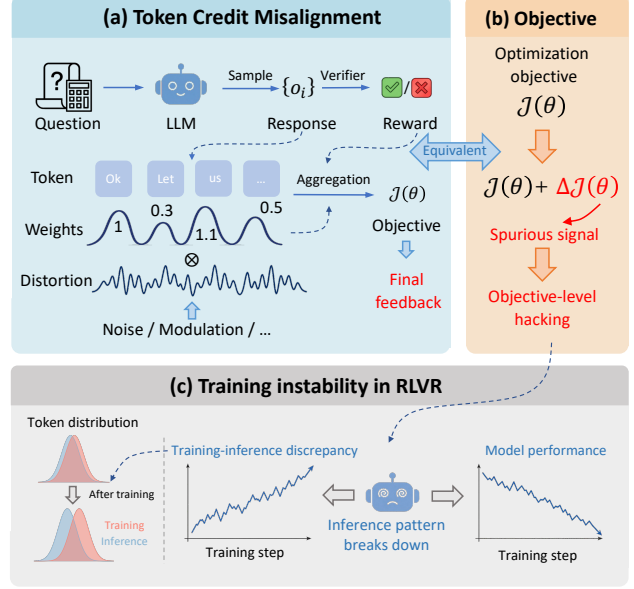 (a) Token Credit Misalignment
Sample
{o_i}
Verifier
/
Question
LLM
Response
Reward
Token
Ok
Let
us
...
Aggregation
𝒥(θ)
Weights
1
0.3
1.1
0.5
Objective
⊗
Distortion
Final
feedback
Noise / Modulation / ...
Equivalent
(b) Objective
Optimization
objective
𝒥(θ)
𝒥(θ) + Δ𝒥(θ)
Spurious signal
Objective-level
hacking
(c) Training instability in RLVR
Token distribution
After training
Training
Inference
Training-inference discrepancy
Training step
Inference pattern
breaks down
Model performance
Training step